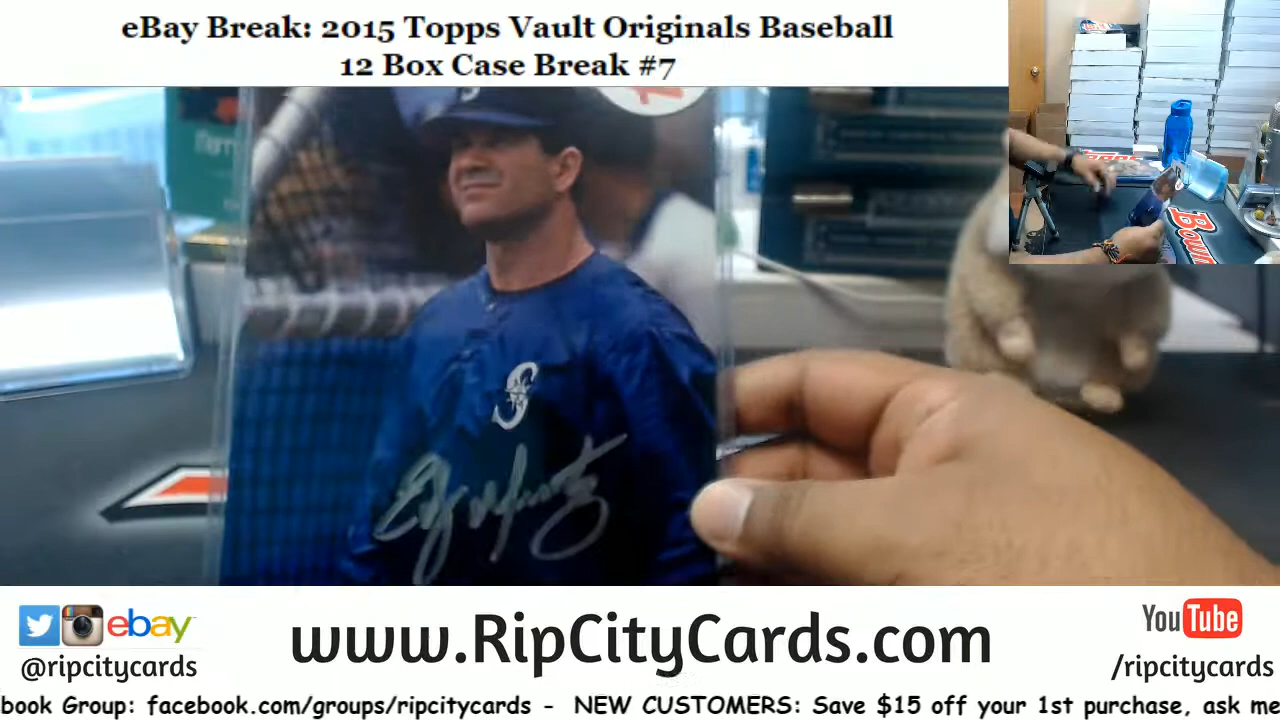 eBay Break: 2015 Topps Vault Originals Baseball
12 Box Case Break #7
S
ebay
@ripcitycards
www.RipCityCards.com
YouTube
/ripcitycards
book Group: facebook.com/groups/ripcitycards - NEW CUSTOMERS: Save $15 off your 1st purchase, ask me